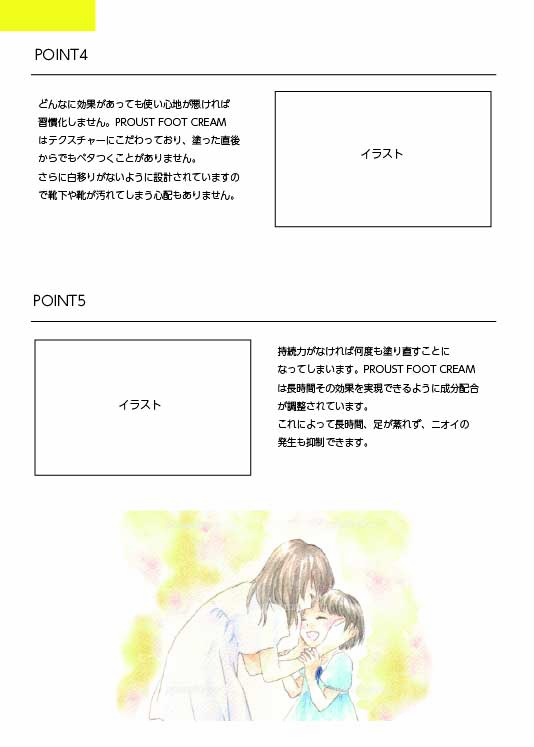 POINT4
どんなに効果があっても使い心地が悪ければ
習慣化しません。PROUST FOOT CREAM
はテクスチャーにこだわっており、塗った直後
からでもベタつくことがありません。
さらに白移りがないように設計されていますの
で靴下や靴が汚れてしまう心配もありません。
イラスト
POINT5
イラスト
持続力がなければ何度も塗り直すことに
なってしまいます。PROUST FOOT CREAM
は長時間その効果を実現できるように成分配合
が調整されています。
これによって長時間、足が蒸れず、ニオイの
発生も抑制できます。